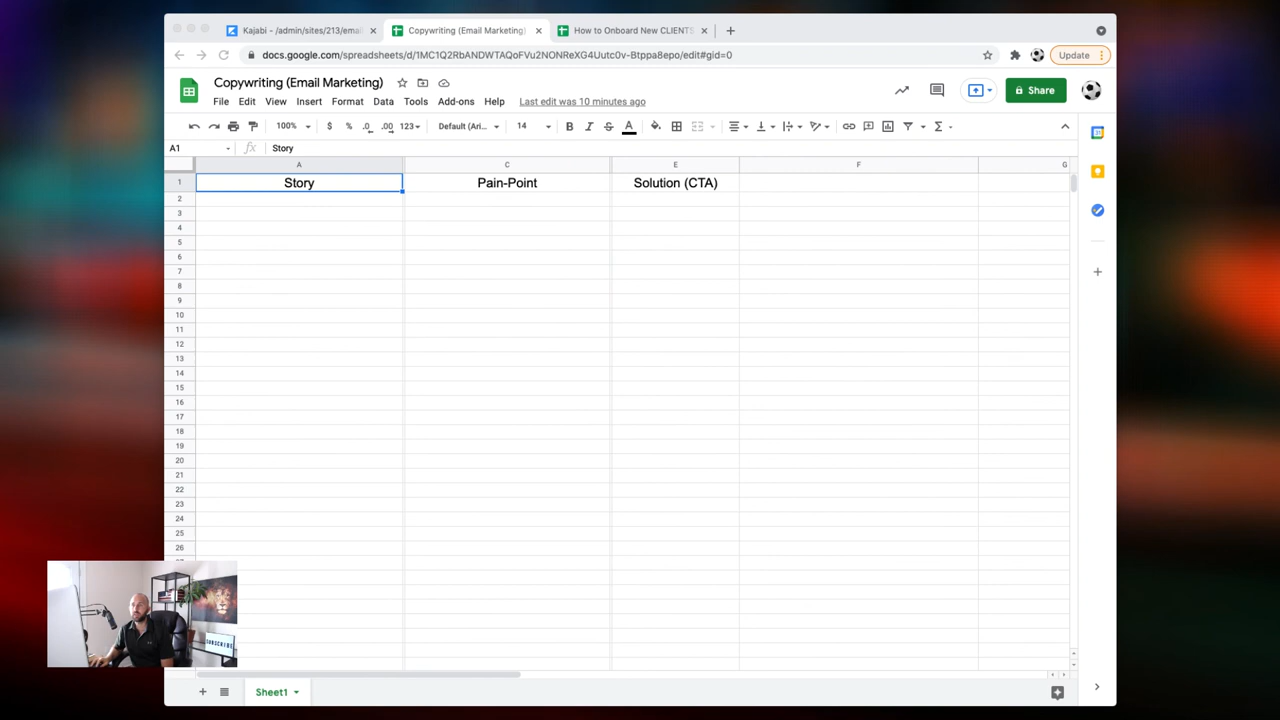 Kajabi - /admin/sites/213/emai
Copywriting (Email Marketing)
How to Onboard New CLIENTS
docs.google.com/spreadsheets/d/1MC1Q2RbANDWTAQoFVu2NONReXG4Uutc0v-Btppa8epo/edit#gid=0
Update
Copywriting (Email Marketing)
File Edit View Insert Format Data Tools Add-ons Help Last edit was 10 minutes ago
Share
100% $ % .0 .00 123 Default (Ari... 14
A1 fx Story
A C E F G
1 Story Pain-Point Solution (CTA)
2
3
4
5
6
7
8
9
10
11
12
13
14
15
16
17
18
19
20
21
22
23
24
25
26
SUBSCRIBE
Sheet1